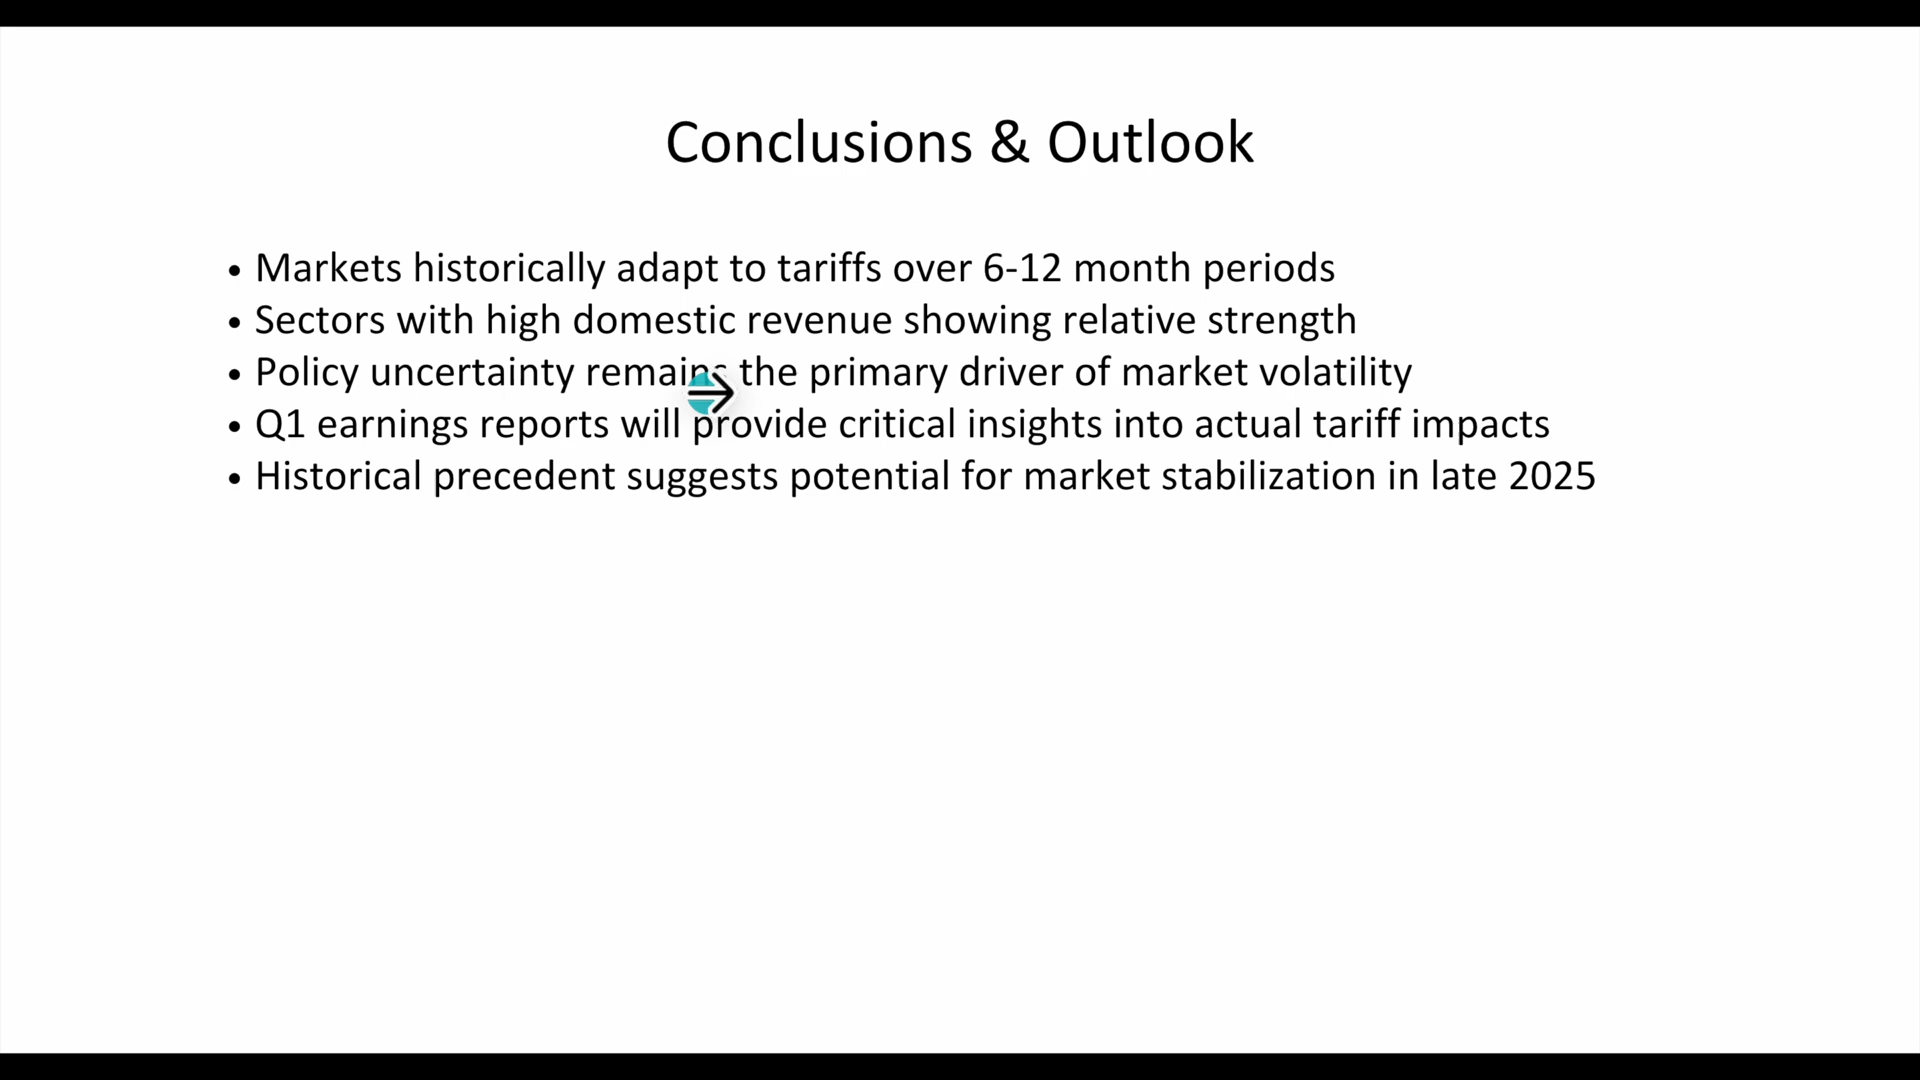 Conclusions & Outlook
• Markets historically adapt to tariffs over 6-12 month periods
• Sectors with high domestic revenue showing relative strength
• Policy uncertainty remains the primary driver of market volatility
• Q1 earnings reports will provide critical insights into actual tariff impacts
• Historical precedent suggests potential for market stabilization in late 2025